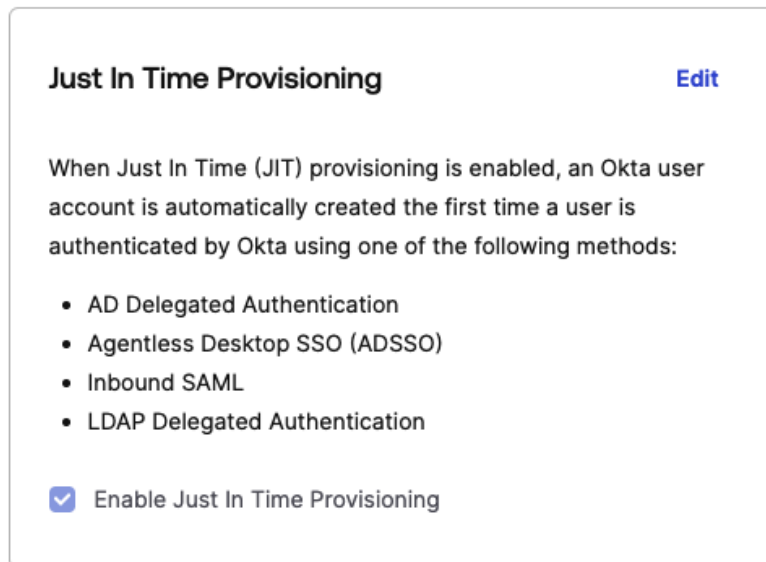 Just In Time Provisioning
Edit
When Just In Time (JIT) provisioning is enabled, an Okta user
account is automatically created the first time a user is
authenticated by Okta using one of the following methods:
• AD Delegated Authentication
• Agentless Desktop SSO (ADSSO)
• Inbound SAML
• LDAP Delegated Authentication
Enable Just In Time Provisioning